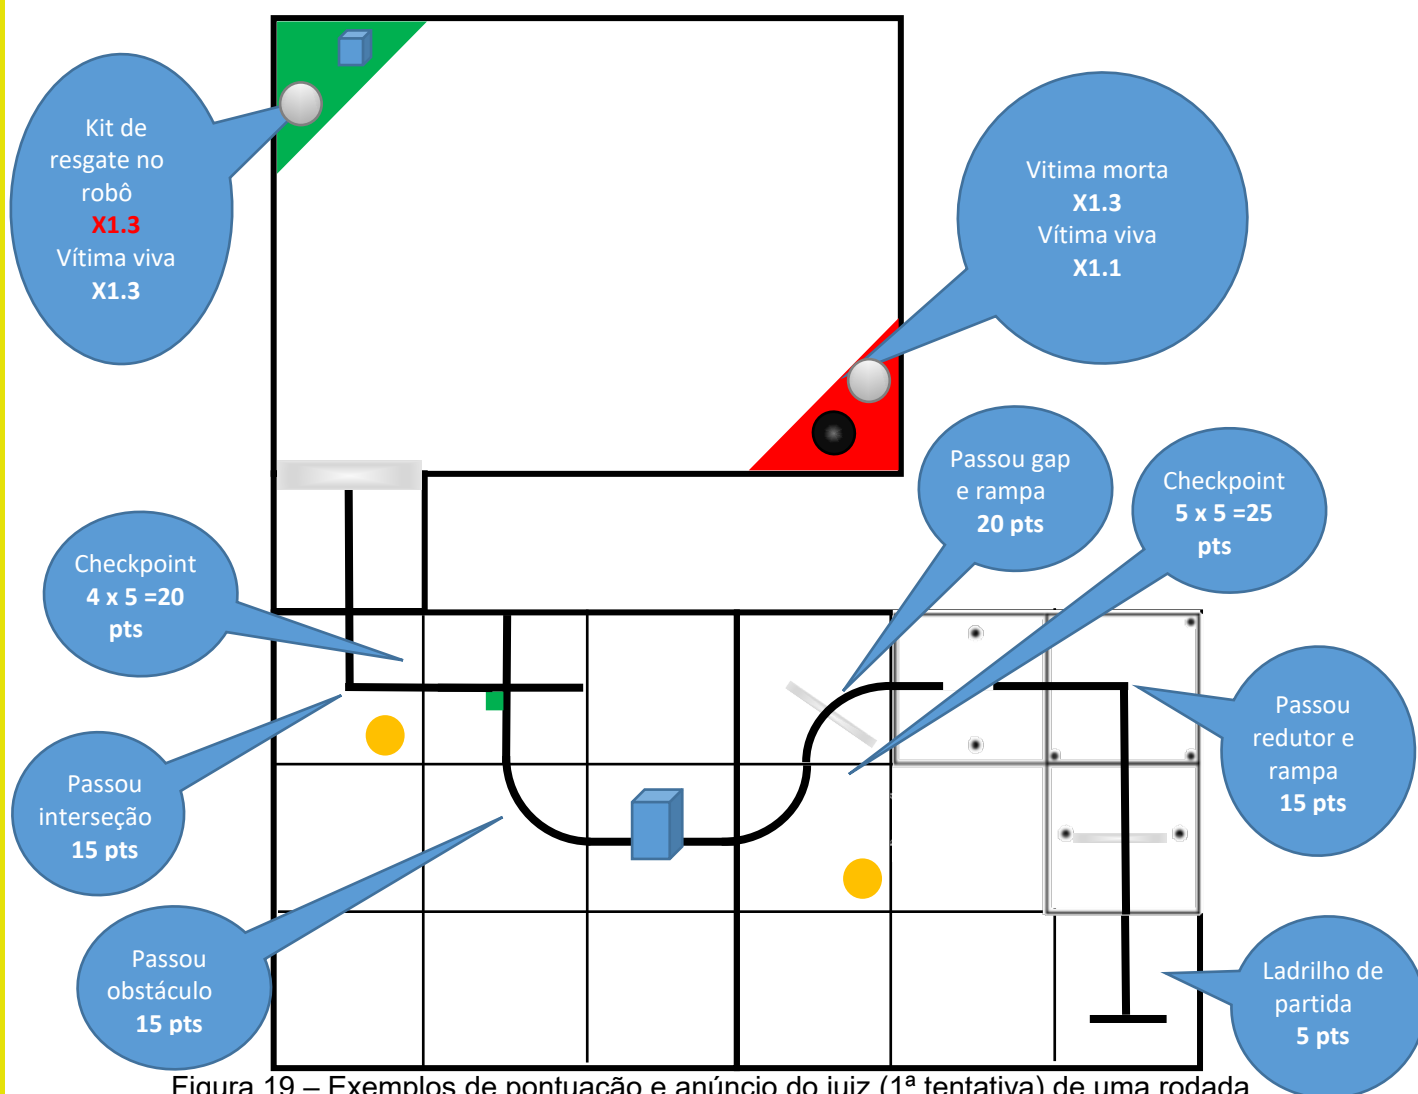 Kit de
resgate no
robô
X1.3
Vítima viva
X1.3
Vitima morta
X1.3
Vítima viva
X1.1
Passou gap
e rampa
20 pts
Checkpoint
5 x 5 =25
pts
Checkpoint
4 x 5 =20
pts
Passou
redutor e
rampa
15 pts
Passou
interseção
15 pts
Passou
obstáculo
15 pts
Ladrilho de
partida
5 pts
Figura 19 – Exemplos de pontuação e anúncio do juiz (1ª tentativa) de uma rodada